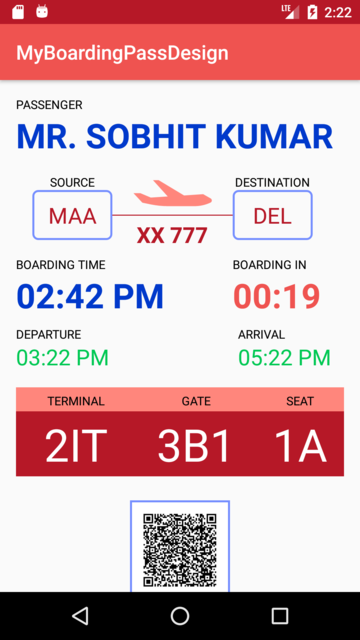 LTE 2:22
MyBoardingPassDesign
PASSENGER
MR. SOBHIT KUMAR
SOURCE DESTINATION
MAA DEL
XX 777
BOARDING TIME BOARDING IN
02:42 PM 00:19
DEPARTURE ARRIVAL
03:22 PM 05:22 PM
TERMINAL GATE SEAT
2IT 3B1 1A